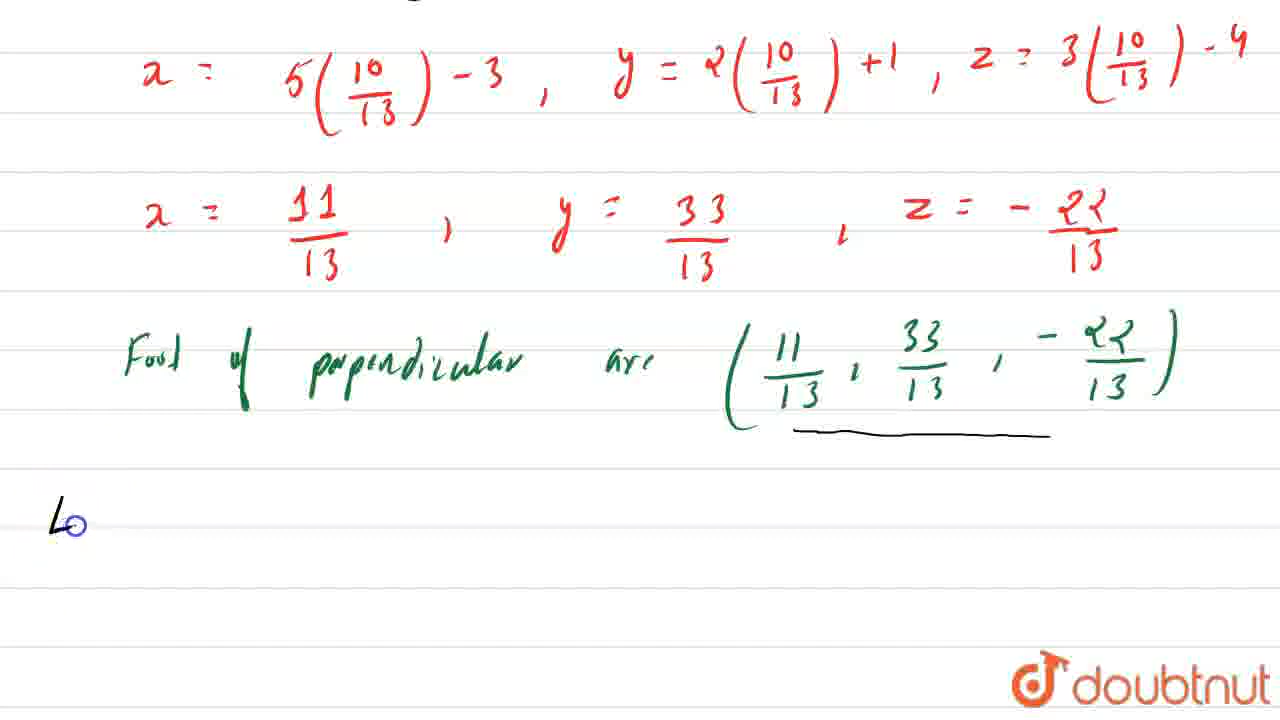 x = 5(10/13) - 3 , y = 2(10/13) + 1 , z = 3(10/13) - 4
x = 11/13 , y = 33/13 , z = - 22/13
Foot of perpendicular are (11/13 , 33/13 , - 22/13)
L
doubtnut